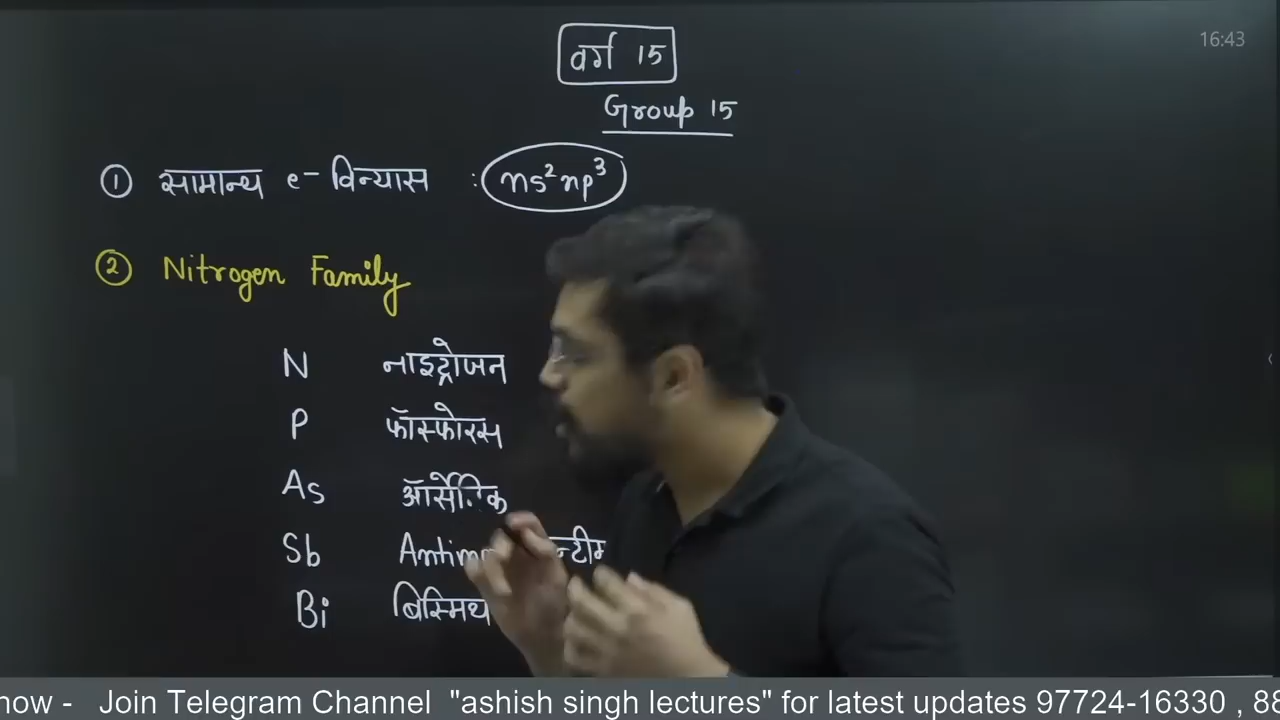 16:43
वर्ग 15
Group 15
① सामान्य e- विन्यास : ns²np³
② Nitrogen Family
N नाइट्रोजन
P फॉस्फोरस
As ऑर्सेनिक
Sb
Bi बिस्मिथ
now - Join Telegram Channel "ashish singh lectures" for latest updates 97724-16330 , 88